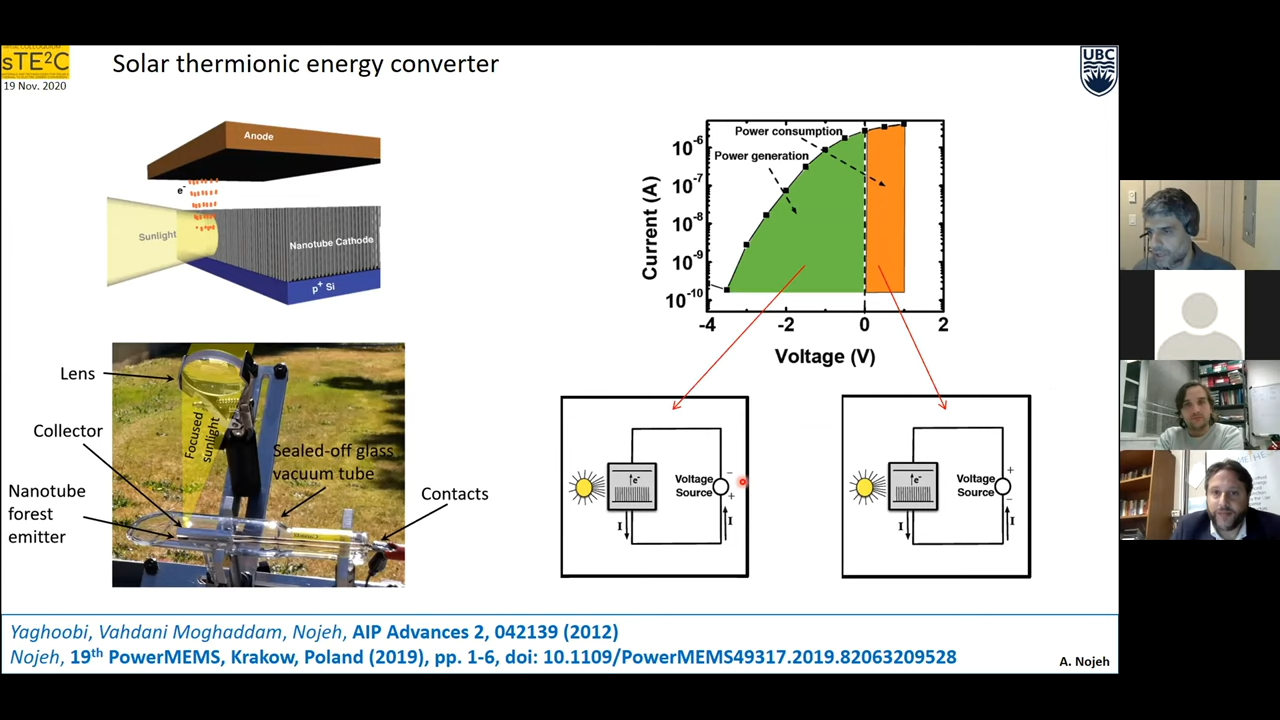 sTE²C
19 Nov. 2020
Solar thermionic energy converter
UBC
Anode
e-
Sunlight
Nanotube Cathode
p+ Si
Lens
Collector
Nanotube
forest
emitter
Focused
sunlight
Sealed-off glass
vacuum tube
Contacts
Current (A)
10-6
10-7
10-8
10-9
10-10
Power consumption
Power generation
-4
-2
0
2
Voltage (V)
e-
Voltage
Source
−
+
I
I
e-
Voltage
Source
+
−
I
I
Yaghoobi, Vahdani Moghaddam, Nojeh, AIP Advances 2, 042139 (2012)
Nojeh, 19th PowerMEMS, Krakow, Poland (2019), pp. 1-6, doi: 10.1109/PowerMEMS49317.2019.82063209528
A. Nojeh